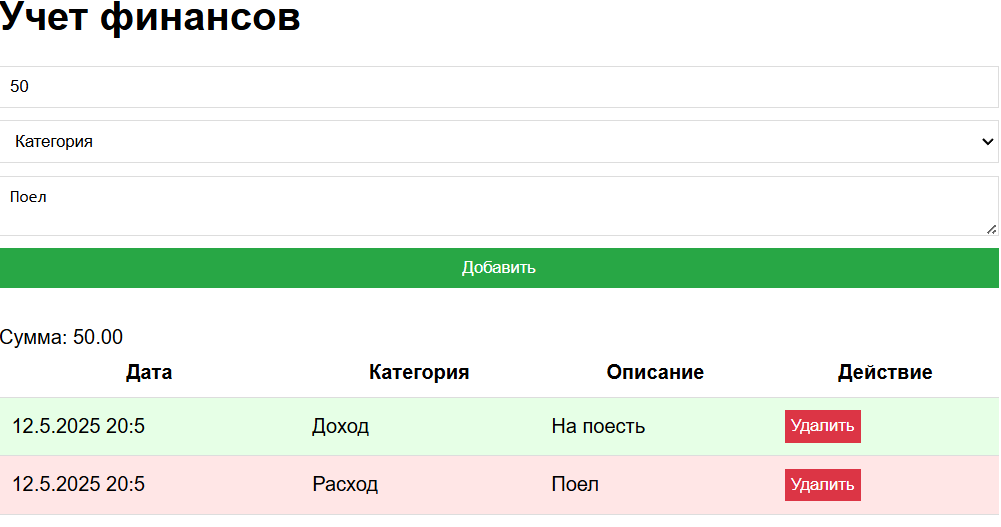 Учет финансов
50
Категория
Поел
Добавить
Сумма: 50.00
Дата Категория Описание Действие
12.5.2025 20:5 Доход На поесть Удалить
12.5.2025 20:5 Расход Поел Удалить